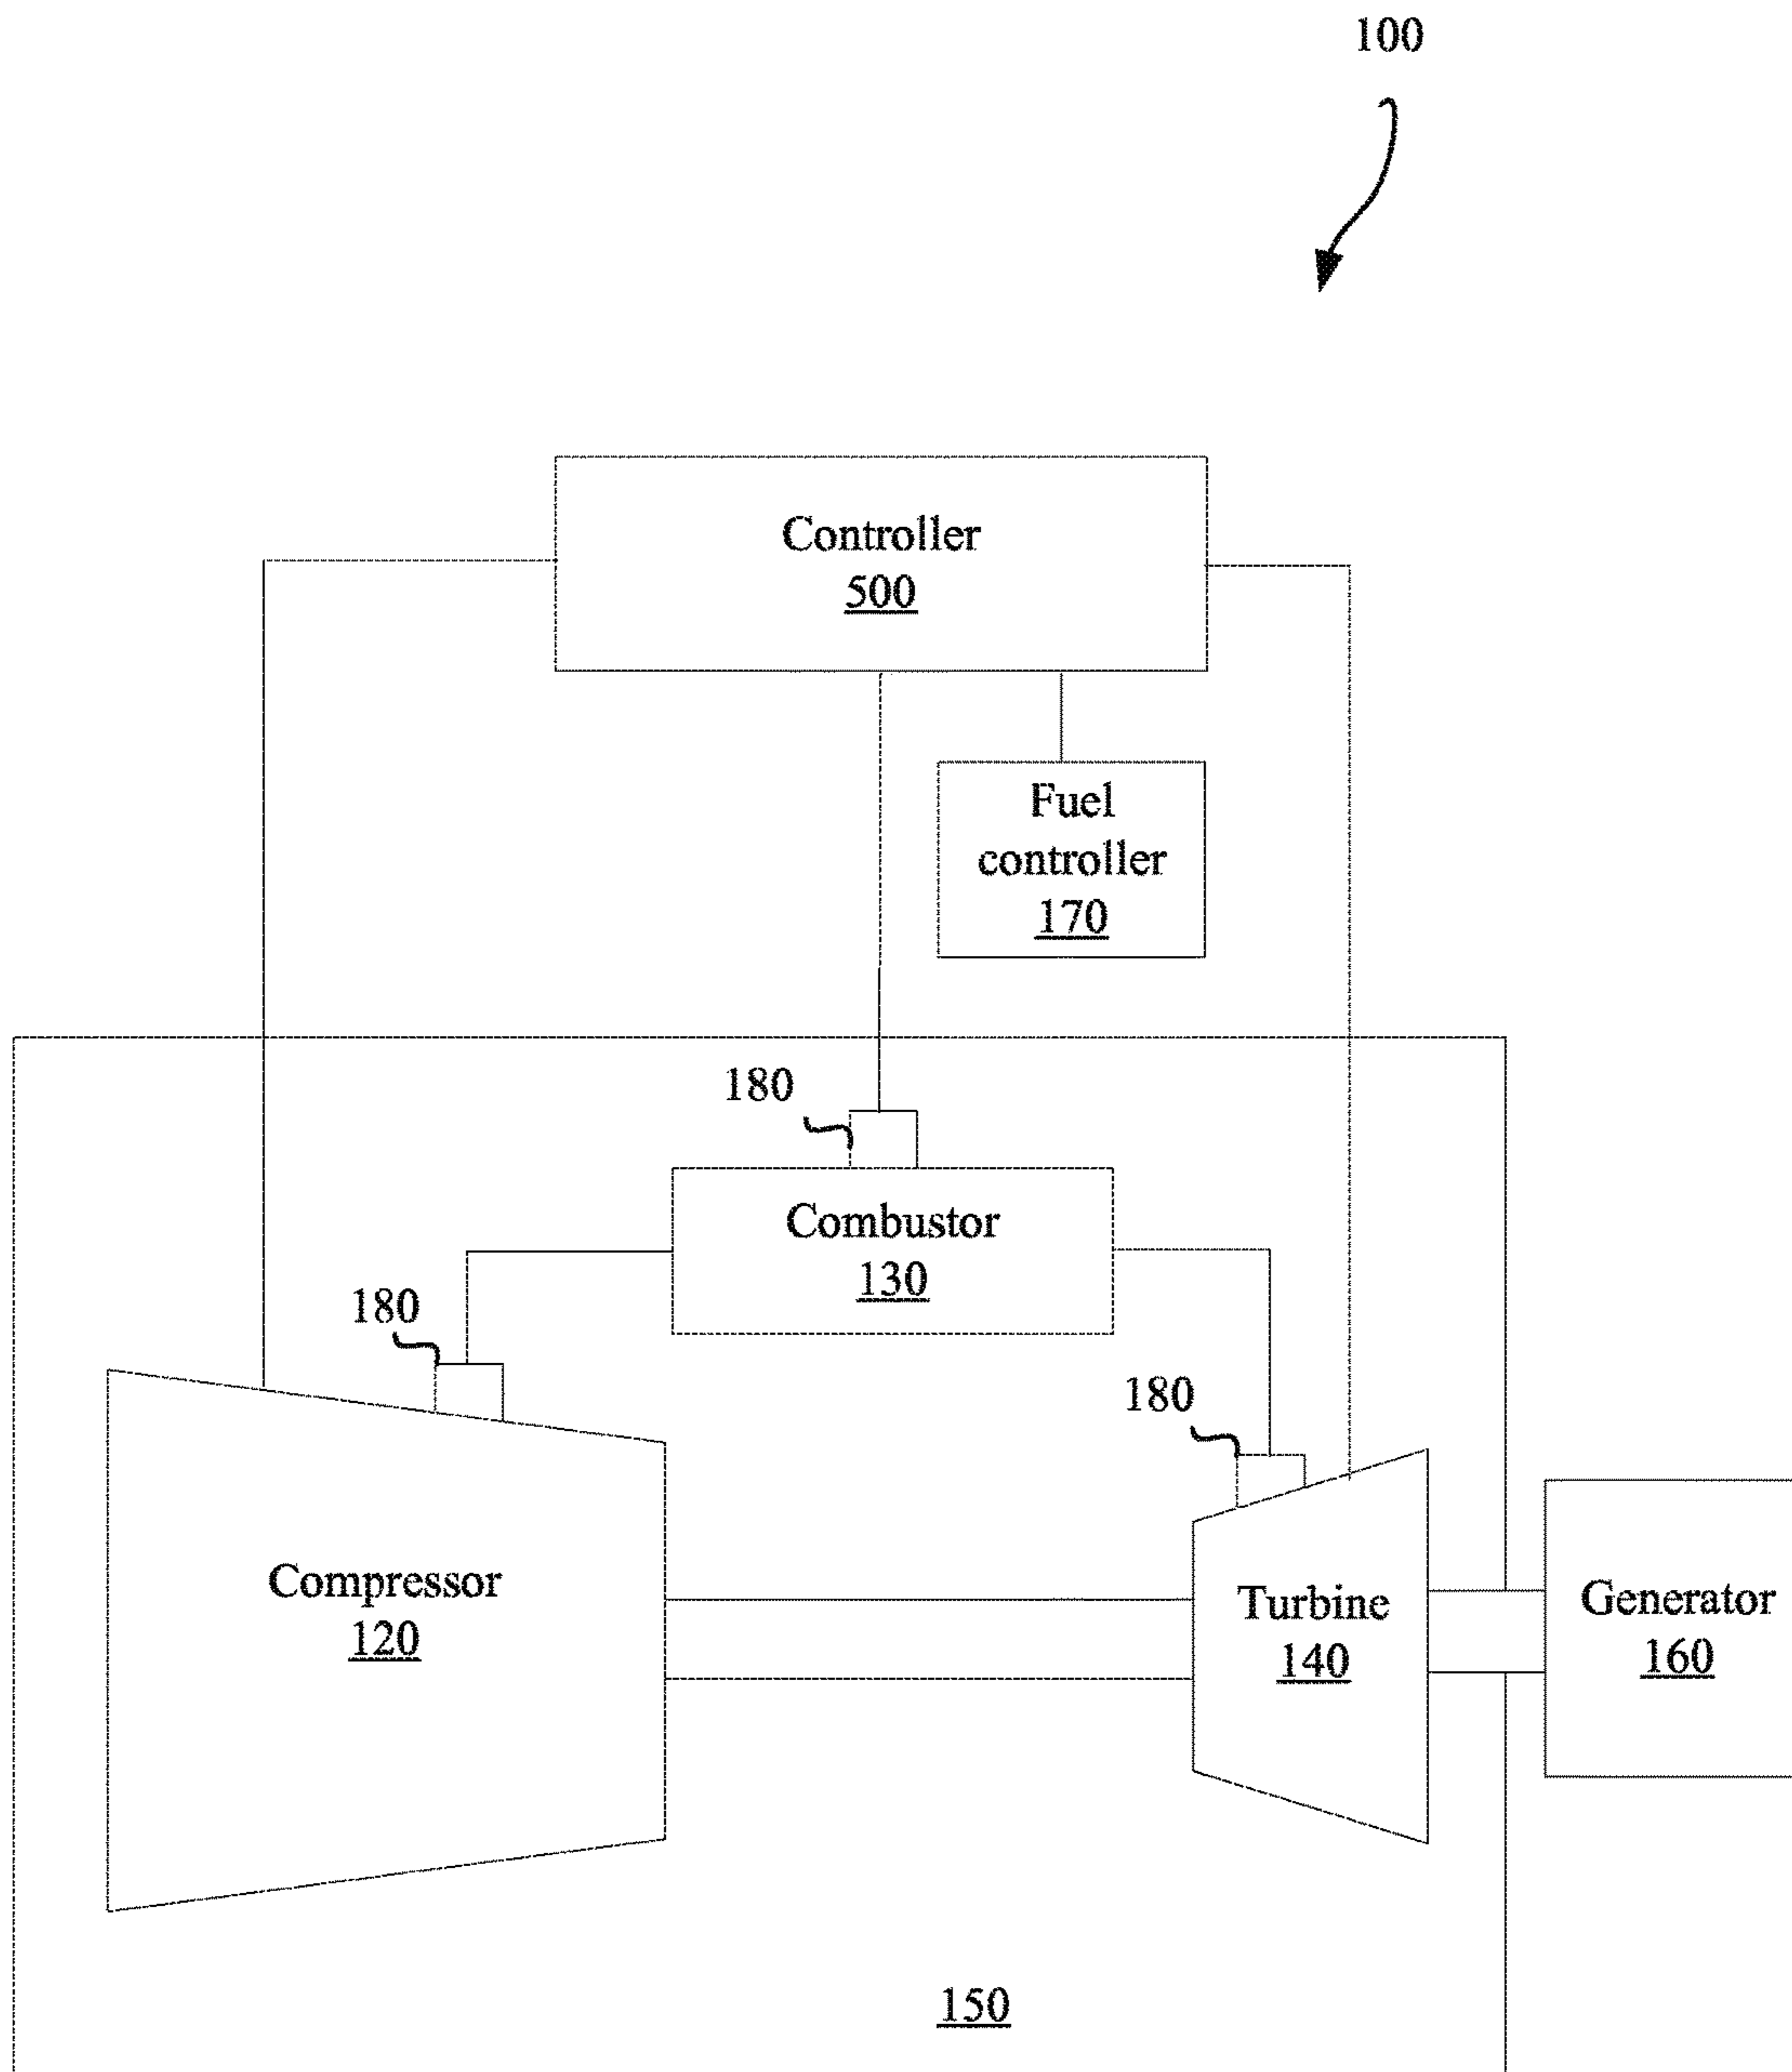 100
Controller
500
Fuel
controller
170
180
Combustor
130
180
180
Compressor
120
Turbine
140
Generator
160
150